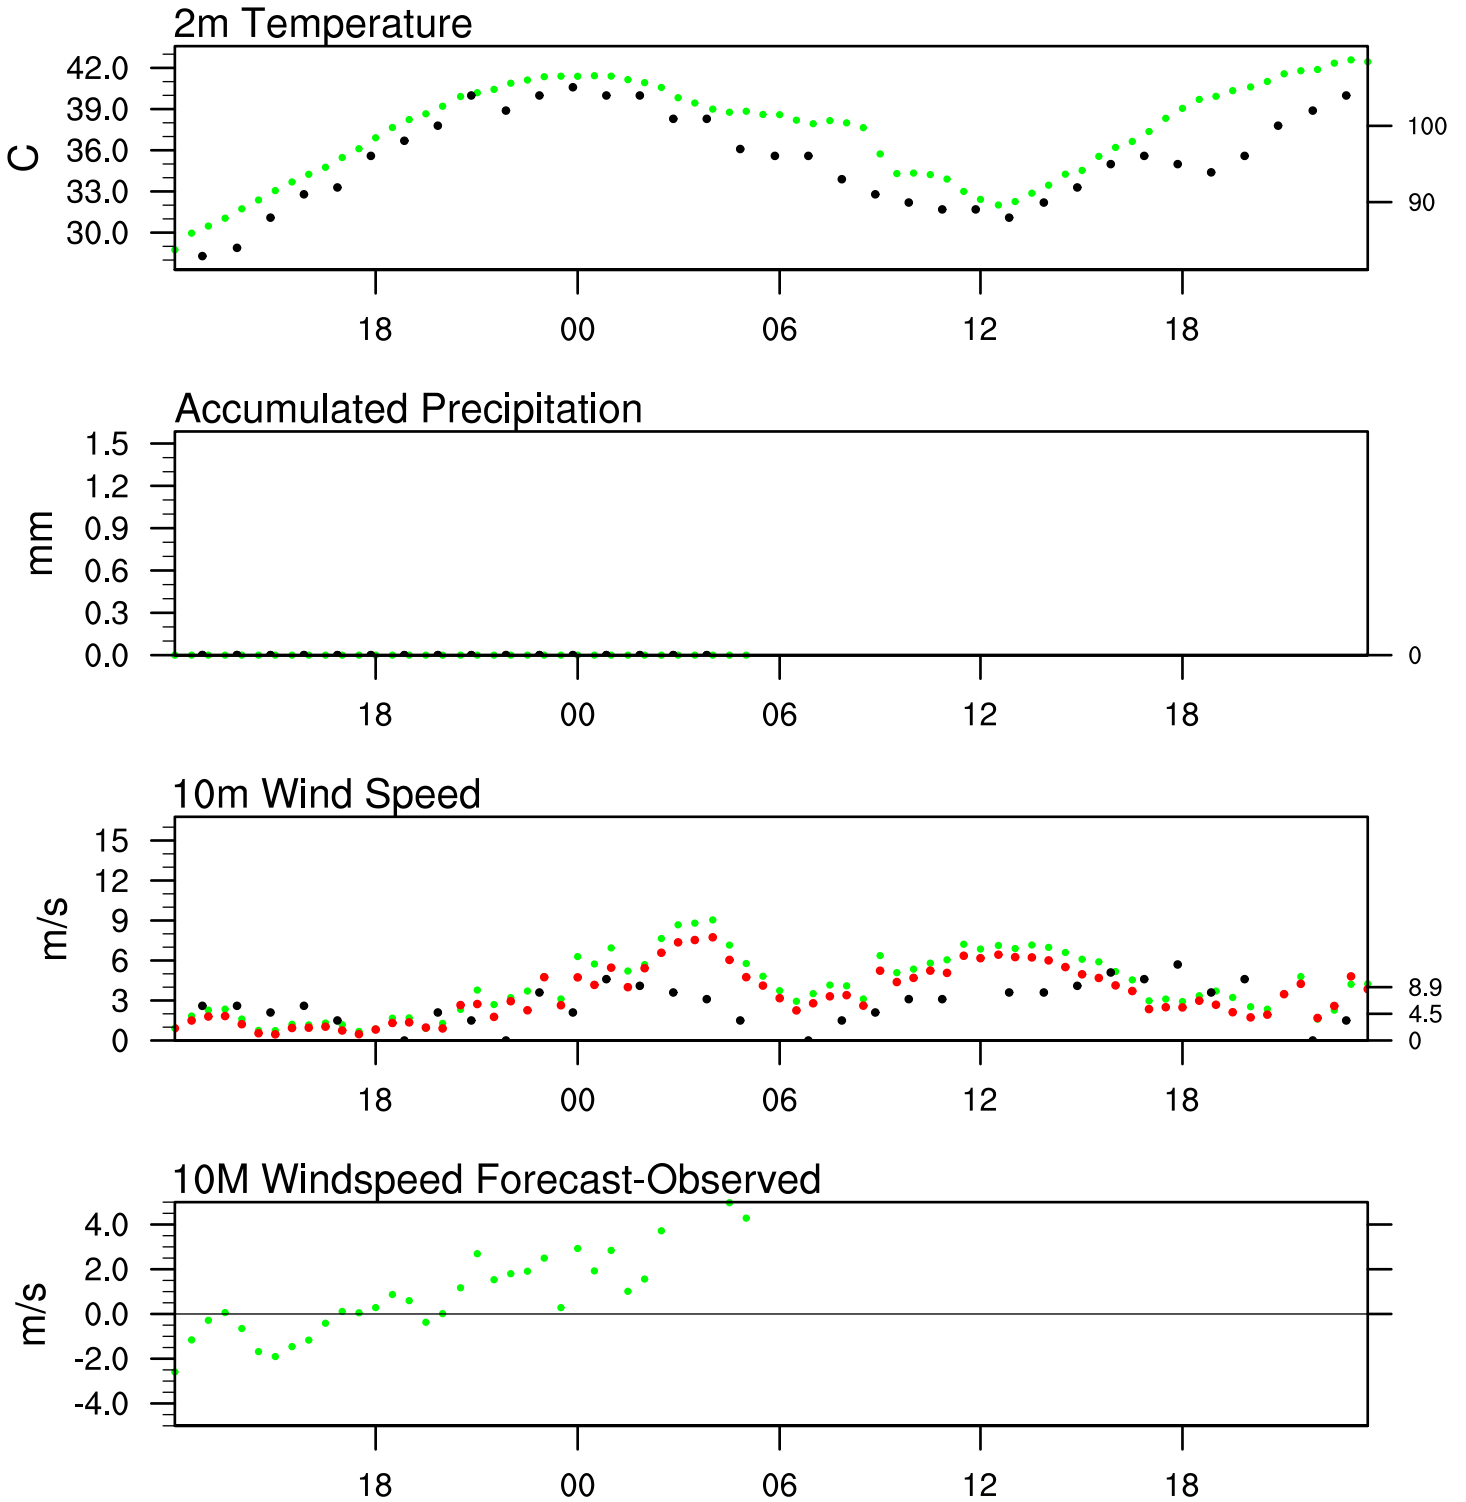 2m Temperature
42.0
39.0
36.0
33.0
30.0
C
100
90
18 00 06 12 18
Accumulated Precipitation
1.5
1.2
0.9
0.6
0.3
0.0
mm
0
18 00 06 12 18
10m Wind Speed
15
12
9
6
3
0
m/s
8.9
4.5
0
18 00 06 12 18
10M Windspeed Forecast-Observed
4.0
2.0
0.0
-2.0
-4.0
m/s
18 00 06 12 18